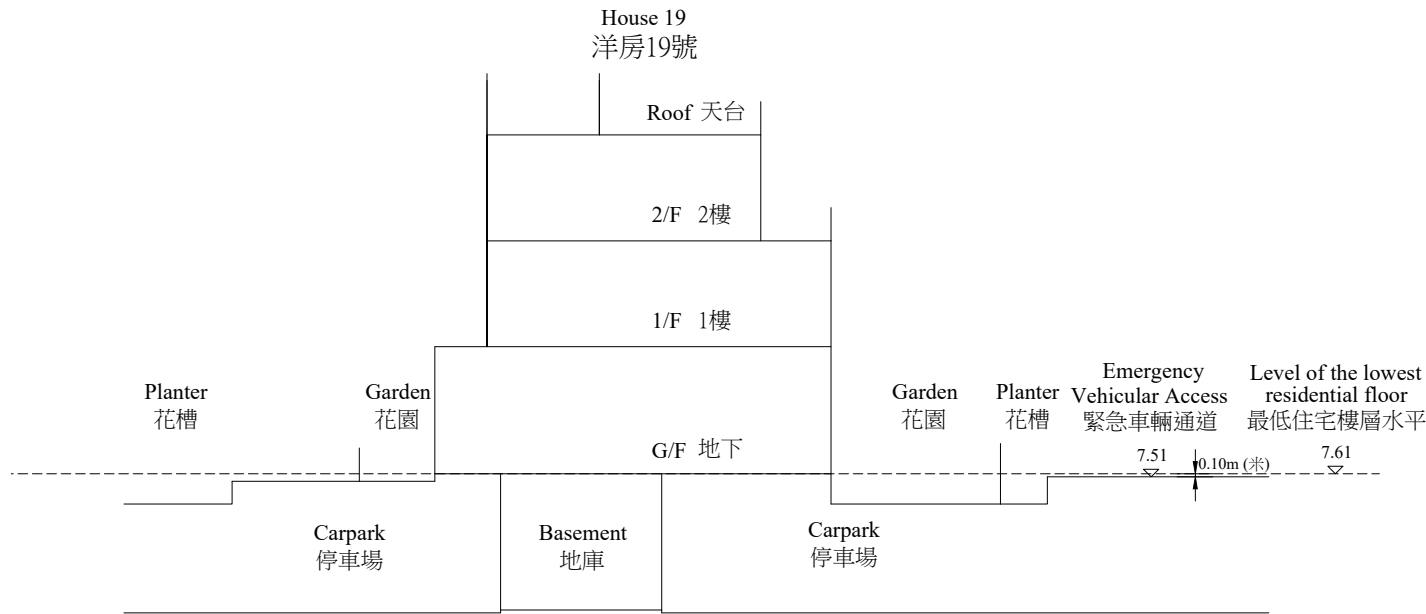 House 19
洋房19號
Roof 天台
2/F 2樓
1/F 1樓
Planter
花槽
Garden
花園
G/F 地下
Garden
花園
Planter
花槽
Emergency
Vehicular Access
緊急車輛通道
7.51
0.10m (米)
Level of the lowest
residential floor
最低住宅樓層水平
7.61
Carpark
停車場
Basement
地庫
Carpark
停車場